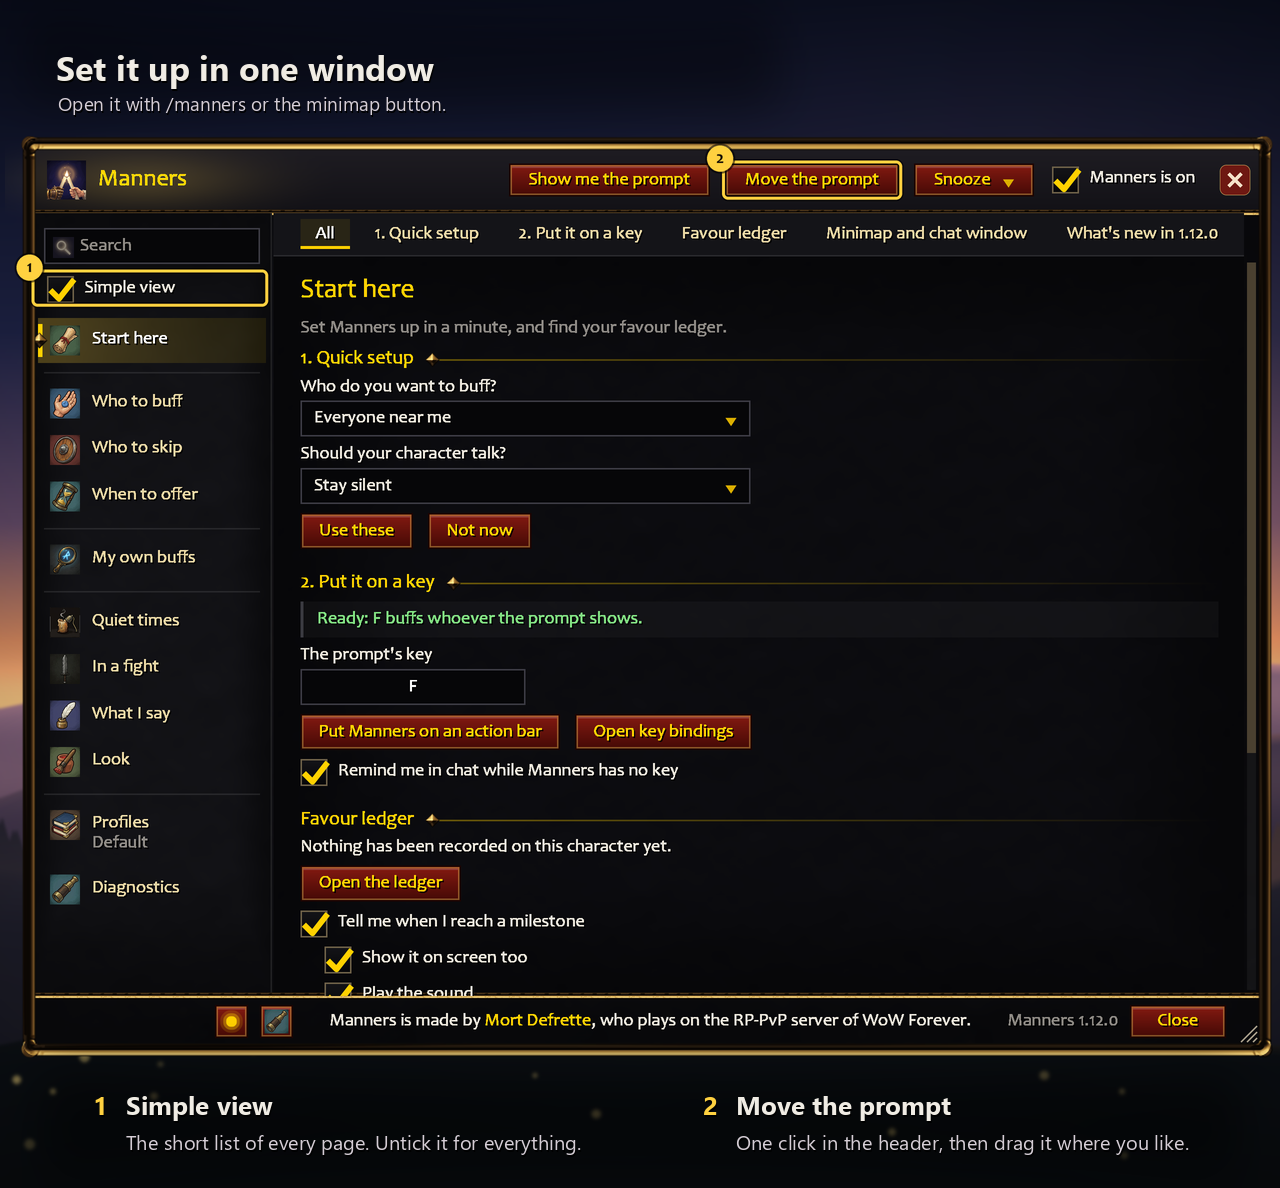 Set it up in one window
Open it with /manners or the minimap button.
Manners
Show me the prompt
2
Move the prompt
Snooze
Manners is on
Search
1
Simple view
Start here
Who to buff
Who to skip
When to offer
My own buffs
Quiet times
In a fight
What I say
Look
Profiles
Default
Diagnostics
All
1. Quick setup
2. Put it on a key
Favour ledger
Minimap and chat window
What's new in 1.12.0
Start here
Set Manners up in a minute, and find your favour ledger.
1. Quick setup
Who do you want to buff?
Everyone near me
Should your character talk?
Stay silent
Use these
Not now
2. Put it on a key
Ready: F buffs whoever the prompt shows.
The prompt's key
F
Put Manners on an action bar
Open key bindings
Remind me in chat while Manners has no key
Favour ledger
Nothing has been recorded on this character yet.
Open the ledger
Tell me when I reach a milestone
Show it on screen too
Play the sound
Manners is made by Mort Defrette, who plays on the RP-PvP server of WoW Forever.
Manners 1.12.0
Close
1 Simple view
The short list of every page. Untick it for everything.
2 Move the prompt
One click in the header, then drag it where you like.